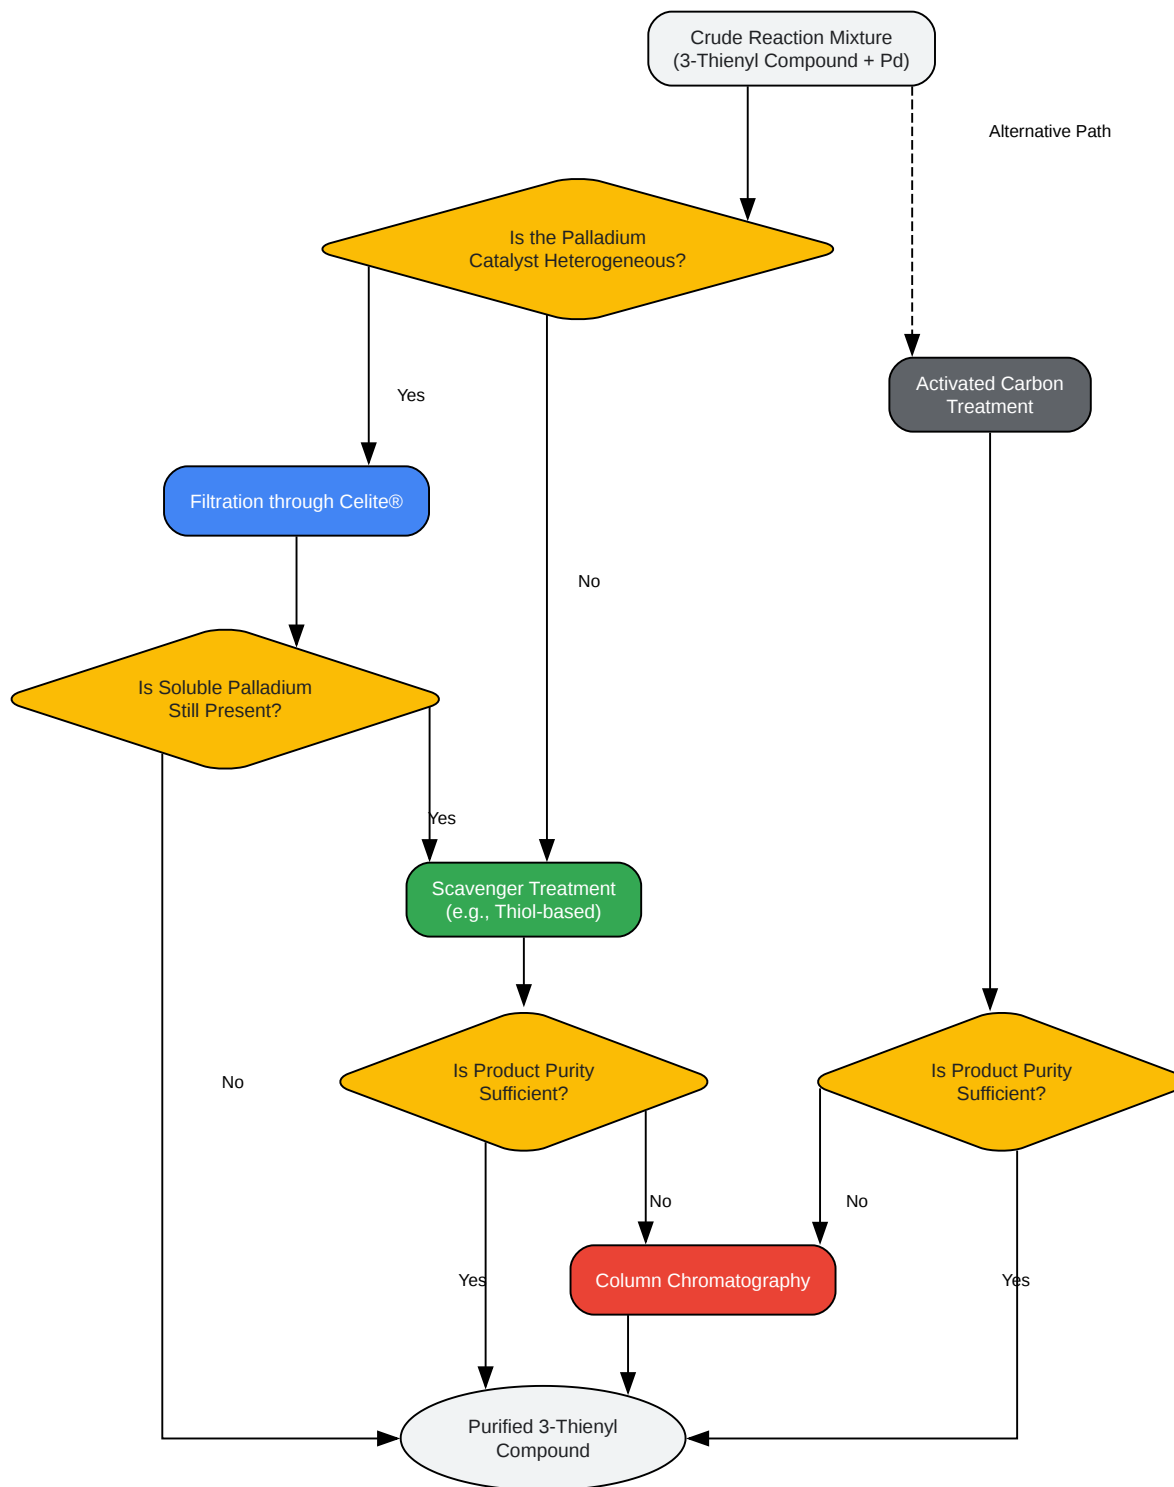 Crude Reaction Mixture
(3-Thienyl Compound + Pd)
Alternative Path
Is the Palladium
Catalyst Heterogeneous?
Activated Carbon
Treatment
Yes
Filtration through Celite®
No
Is Soluble Palladium
Still Present?
Yes
Scavenger Treatment
(e.g., Thiol-based)
Is Product Purity
Sufficient?
Is Product Purity
Sufficient?
No
No
No
Yes
Column Chromatography
Yes
Purified 3-Thienyl
Compound